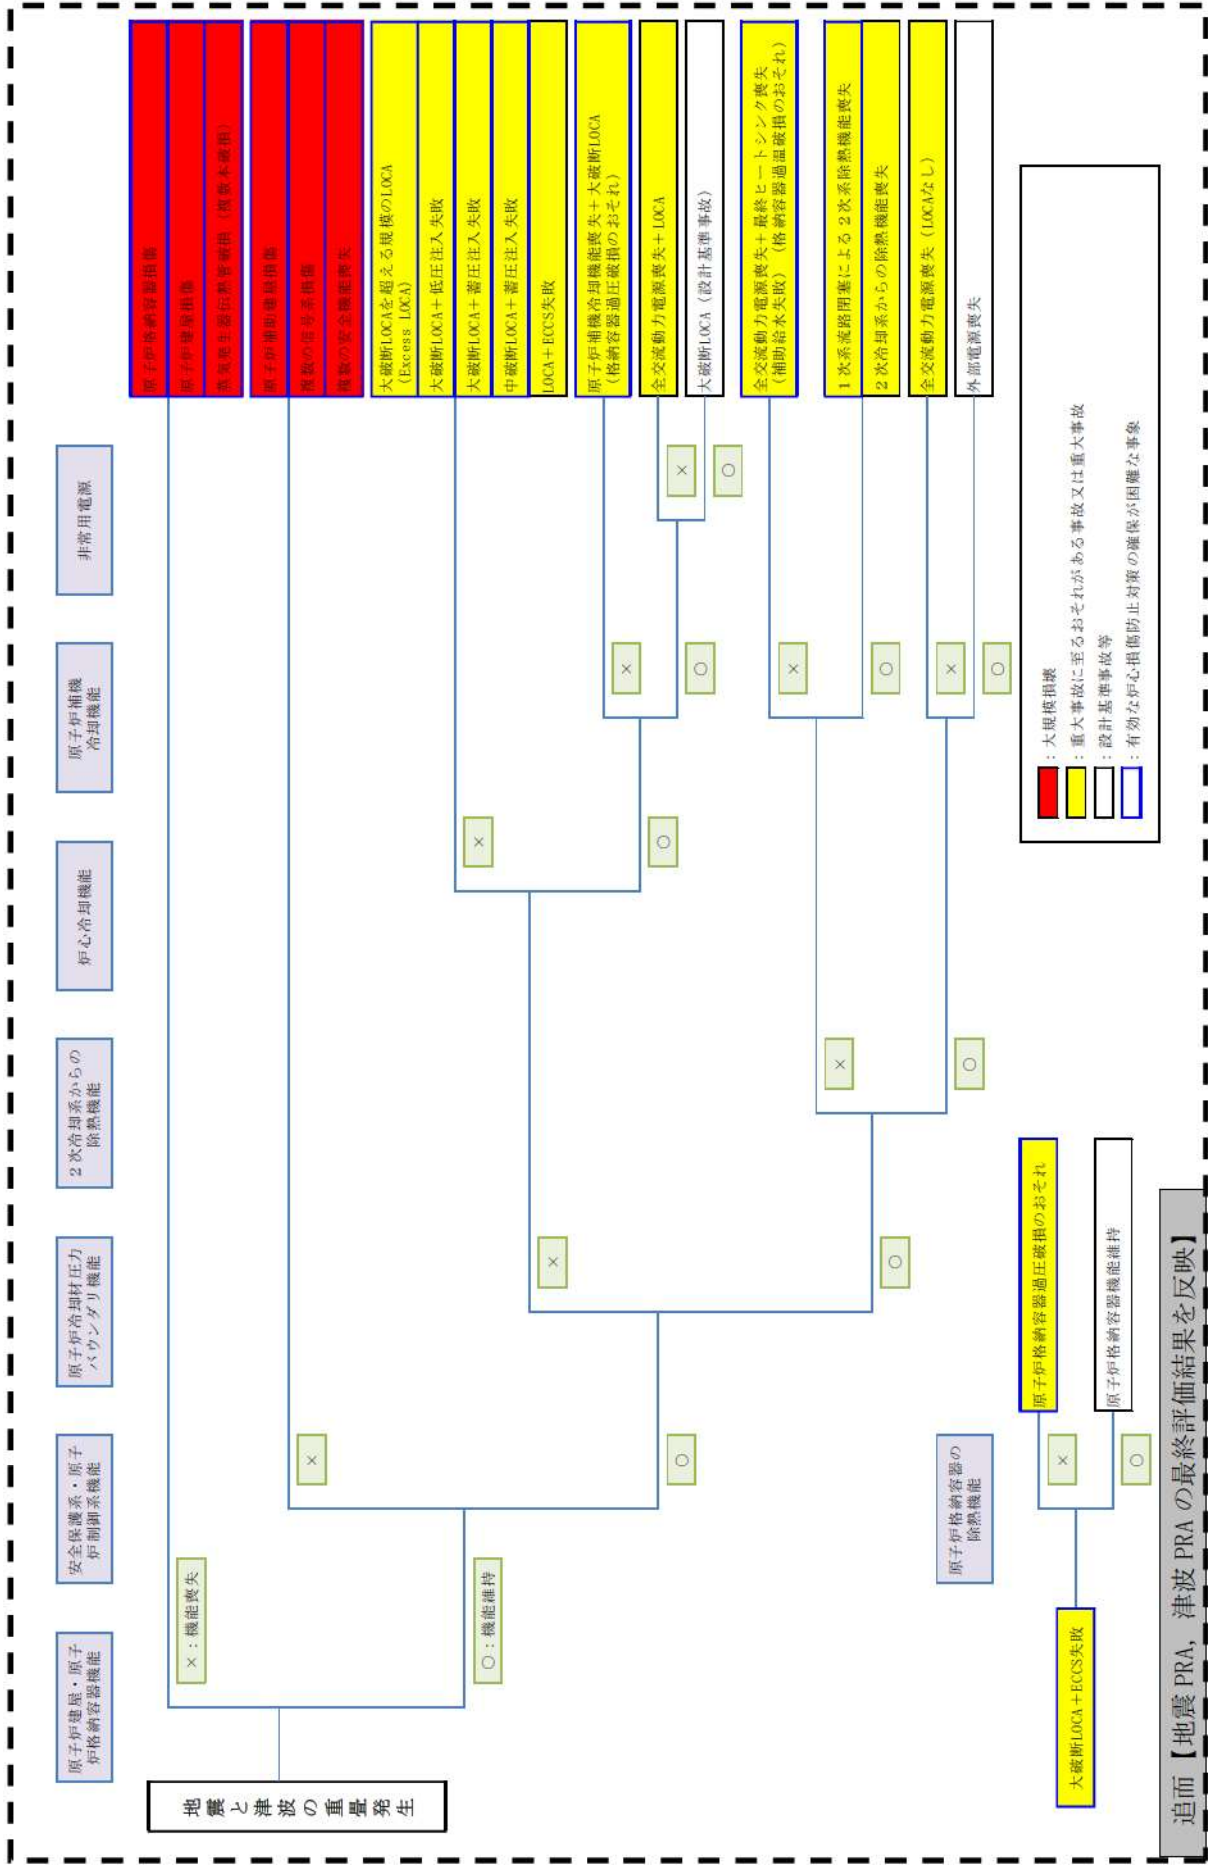 地震と津波の重畳発生
原子炉建屋・原子
炉格納容器機能
安全保護系・原子
炉制御系機能
原子炉冷却材圧力
バウンダリ機能
２次冷却系からの
除熱機能
炉心冷却機能
原子炉補機
冷却機能
非常用電源
×：機能喪失
○：機能維持
×
○
×
○
×
○
×
○
×
○
×
○
×
○
×
○
原子炉格納容器損傷
原子炉建屋損傷
蒸気発生器伝熱管破損（複数本破損）
原子炉補助建屋損傷
複数の信号系損傷
複数の安全機能喪失
大破断LOCAを超える規模のLOCA
(Excess LOCA)
大破断LOCA＋低圧注入失敗
大破断LOCA＋蓄圧注入失敗
中破断LOCA＋蓄圧注入失敗
LOCA＋ECCS失敗
原子炉補機冷却機能喪失＋大破断LOCA
（格納容器過圧破損のおそれ）
全交流動力電源喪失＋LOCA
大破断LOCA（設計基準事故）
全交流動力電源喪失＋最終ヒートシンク喪失
（補助給水失敗）（格納容器過温破損のおそれ）
１次系流路閉塞による２次系除熱機能喪失
２次冷却系からの除熱機能喪失
全交流動力電源喪失（LOCAなし）
外部電源喪失
原子炉格納容器の
除熱機能
大破断LOCA＋ECCS失敗
×
○
原子炉格納容器過圧破損のおそれ
原子炉格納容器機能維持
：大規模損壊
：重大事故に至るおそれがある事故又は重大事故
：設計基準事故等
：有効な炉心損傷防止対策の確保が困難な事象
追而【地震 PRA，津波 PRA の最終評価結果を反映】